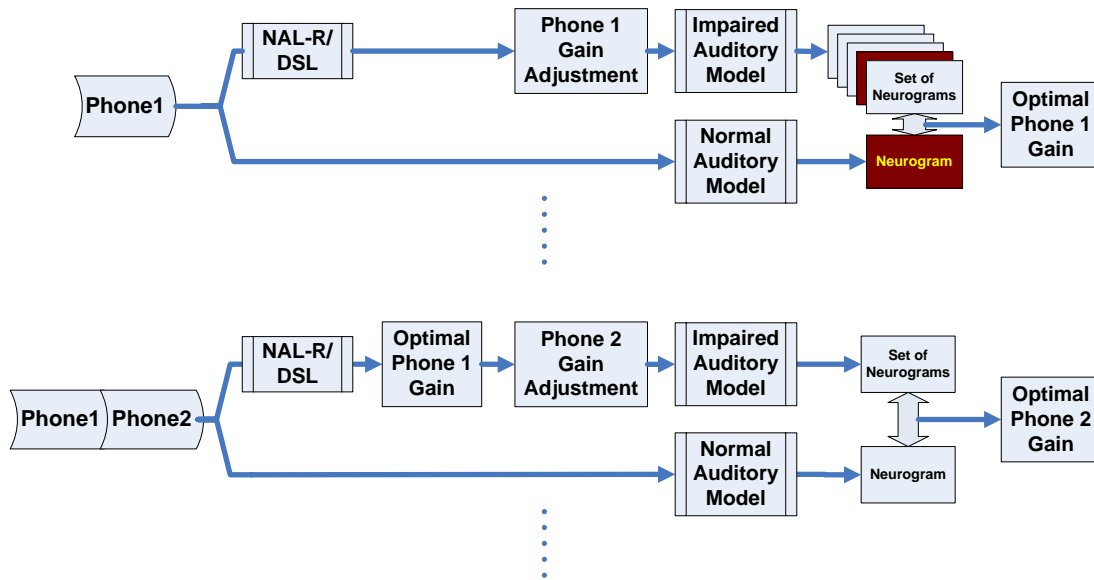 Phone1
NAL-R/
DSL
Phone 1
Gain
Adjustment
Impaired
Auditory
Model
Set of
Neurograms
Optimal
Phone 1
Gain
Normal
Auditory
Model
Neurogram
Phone1
Phone2
NAL-R/
DSL
Optimal
Phone 1
Gain
Phone 2
Gain
Adjustment
Impaired
Auditory
Model
Set of
Neurograms
Optimal
Phone 2
Gain
Normal
Auditory
Model
Neurogram